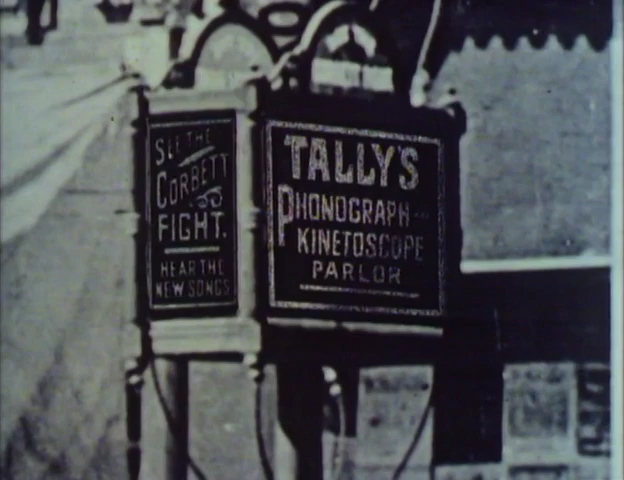 SEE THE
CORBETT
FIGHT.
HEAR THE
NEW SONGS
TALLY'S
PHONOGRAPH—
KINETOSCOPE
PARLOR